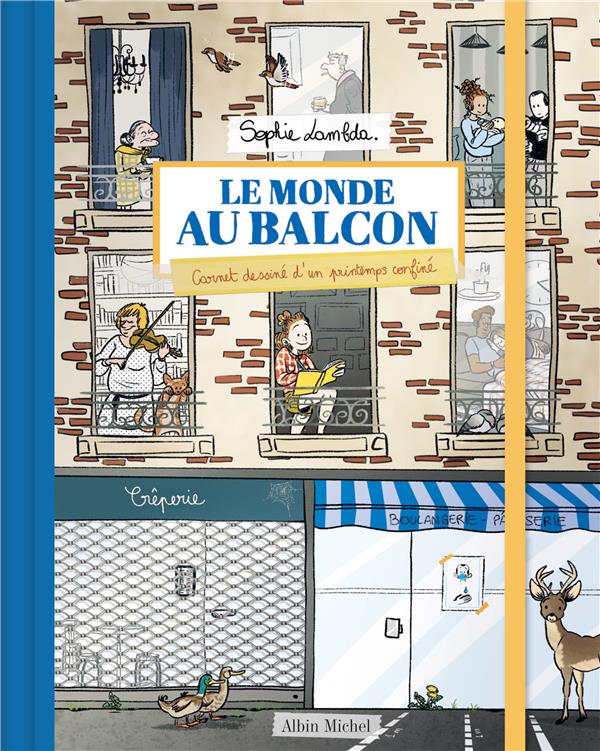 Sophie Lambda.
LE MONDE
AU BALCON
Carnet dessiné d'un printemps confiné
Crêperie
BOULANGERIE - PÂTISSERIE
Albin Michel